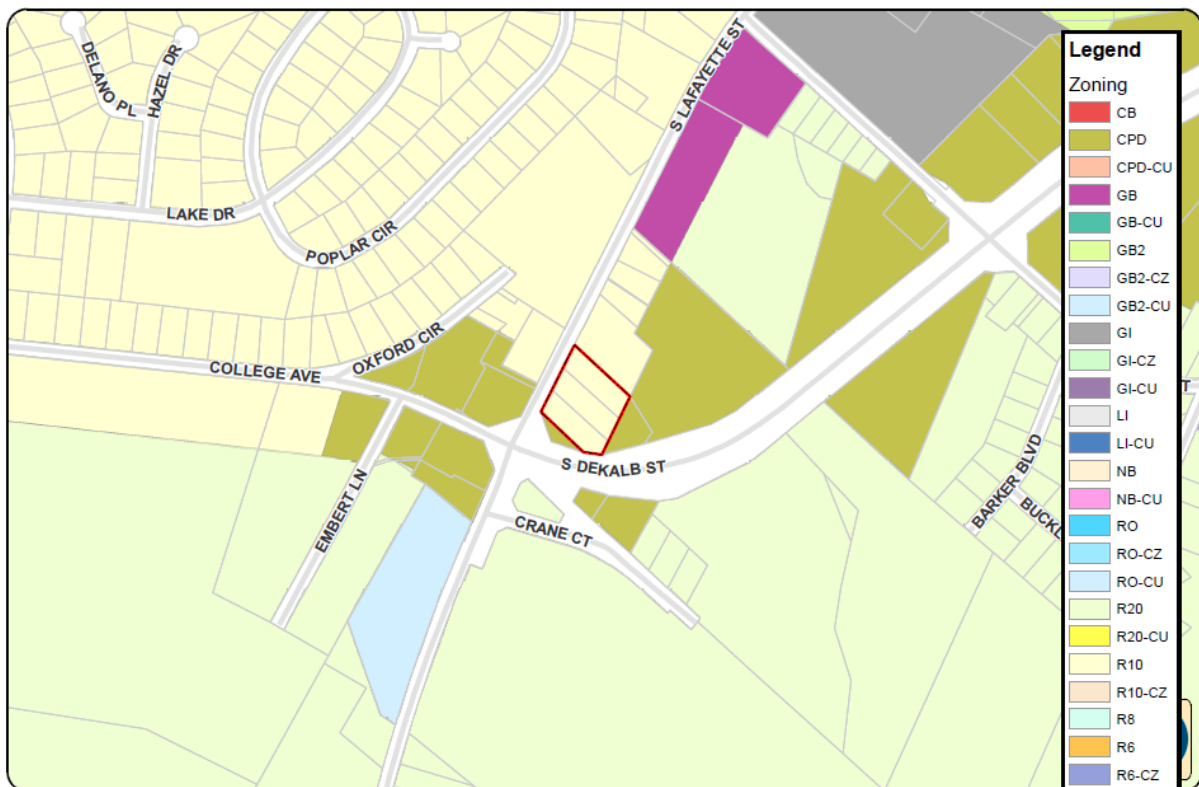 DELANO PL
HAZEL DR
S LAFAYETTE ST
LAKE DR
POPLAR CIR
OXFORD CIR
COLLEGE AVE
S DEKALB ST
EMBERT LN
CRANE CT
BARKER BLVD
BUCKL
T
Legend
Zoning
CB
CPD
CPD-CU
GB
GB-CU
GB2
GB2-CZ
GB2-CU
GI
GI-CZ
GI-CU
LI
LI-CU
NB
NB-CU
RO
RO-CZ
RO-CU
R20
R20-CU
R10
R10-CZ
R8
R6
R6-CZ